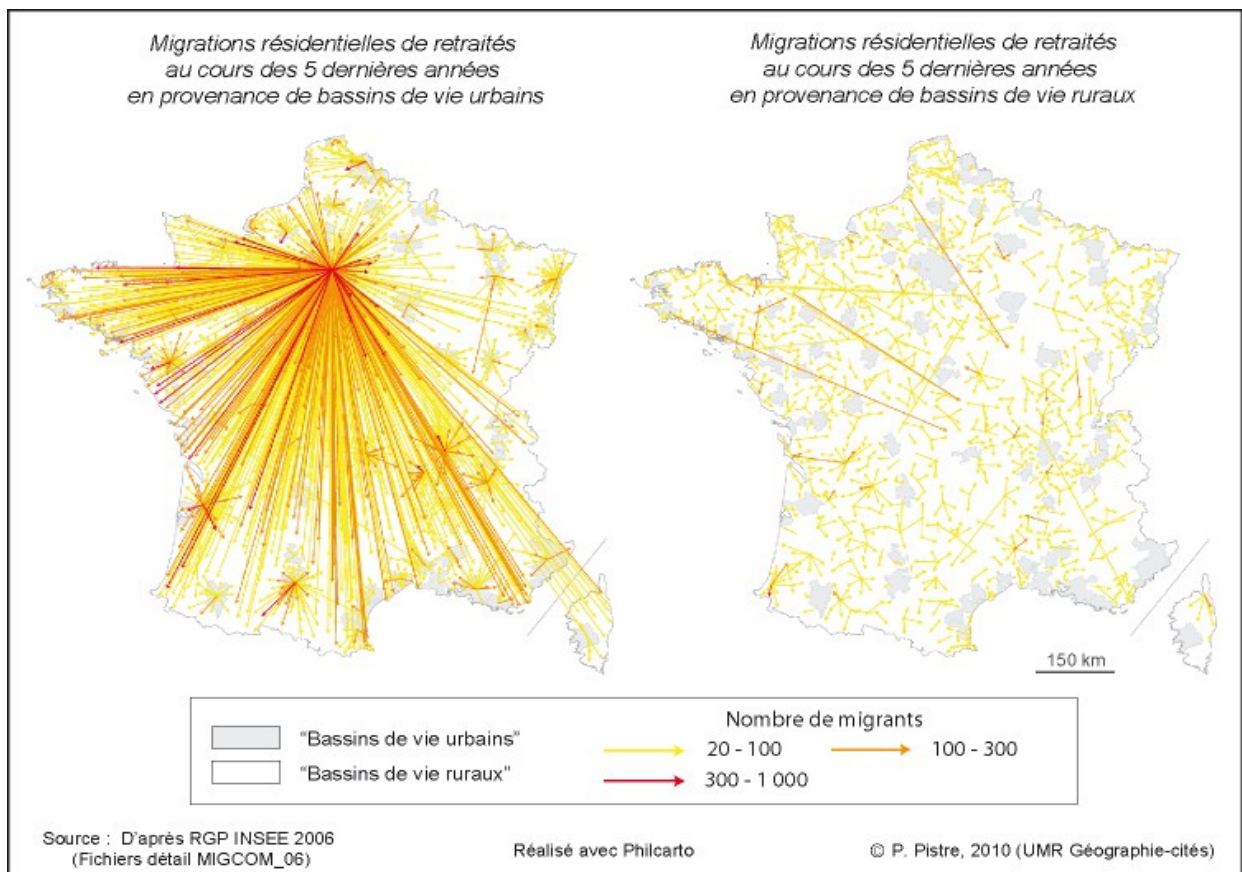 Migrations résidentielles de retraités
au cours des 5 dernières années
en provenance de bassins de vie urbains
Migrations résidentielles de retraités
au cours des 5 dernières années
en provenance de bassins de vie ruraux
150 km
Nombre de migrants
"Bassins de vie urbains"
20 - 100
100 - 300
"Bassins de vie ruraux"
300 - 1 000
Source : D'après RGP INSEE 2006
(Fichiers détail MIGCOM_06)
Réalisé avec Philcarto
© P. Pistre, 2010 (UMR Géographie-cités)